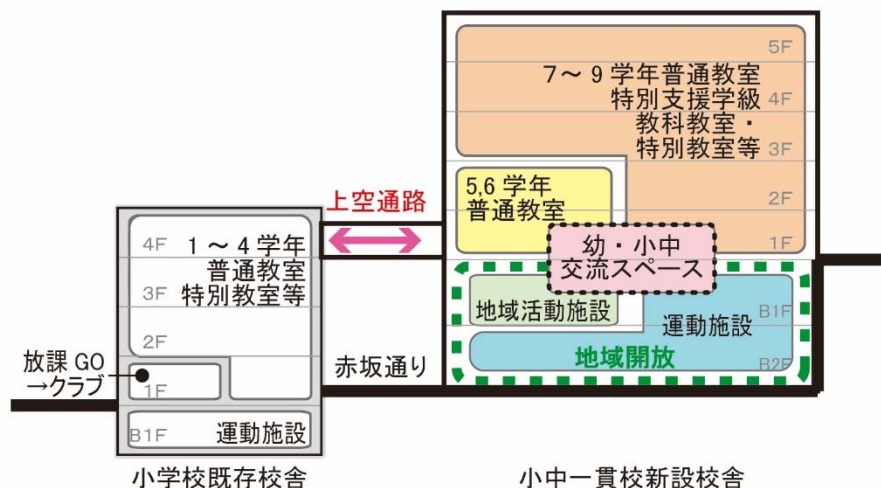 5F
7～9 学年普通教室
特別支援学級
4F
教科教室・
特別教室等
3F
5,6 学年
普通教室
2F
1F
上空通路
幼・小中
交流スペース
4F
1 ～ 4 学年
普通教室
3F
特別教室等
2F
地域活動施設
運動施設
B1F
地域開放
B2F
放課 GO
→クラブ
1F
赤坂通り
B1F
運動施設
小学校既存校舎
小中一貫校新設校舎